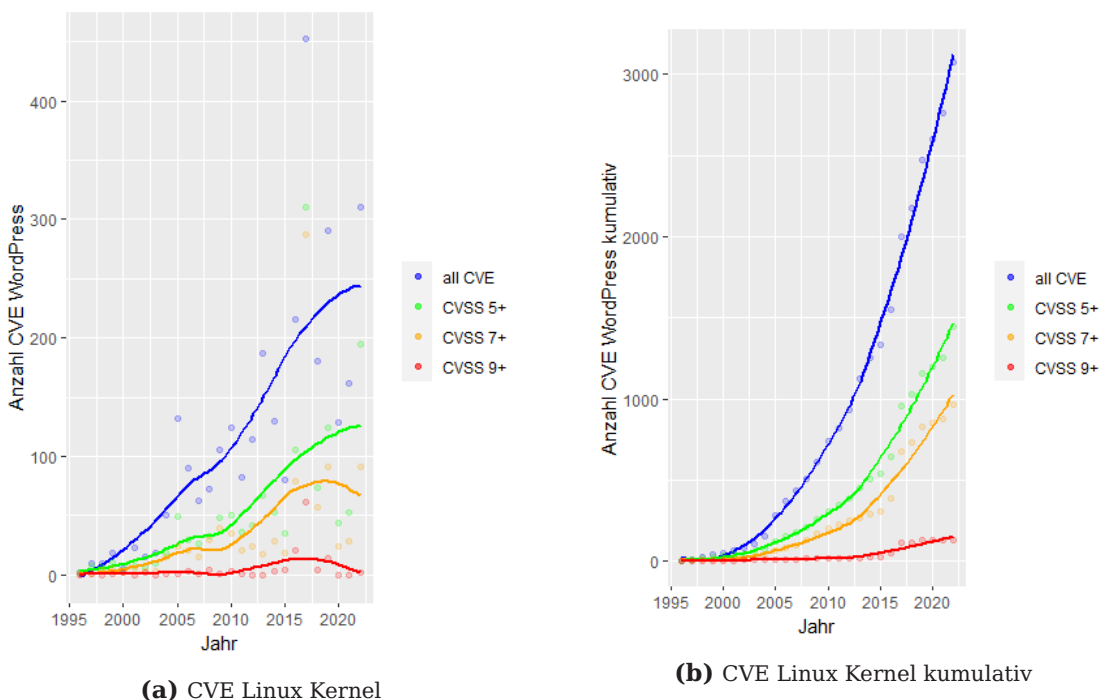 Anzahl CVE WordPress
400
300
200
100
0
1995 2000 2005 2010 2015 2020
Jahr
all CVE
CVSS 5+
CVSS 7+
CVSS 9+
(a) CVE Linux Kernel
Anzahl CVE WordPress kumulativ
3000
2000
1000
0
1995 2000 2005 2010 2015 2020
Jahr
all CVE
CVSS 5+
CVSS 7+
CVSS 9+
(b) CVE Linux Kernel kumulativ